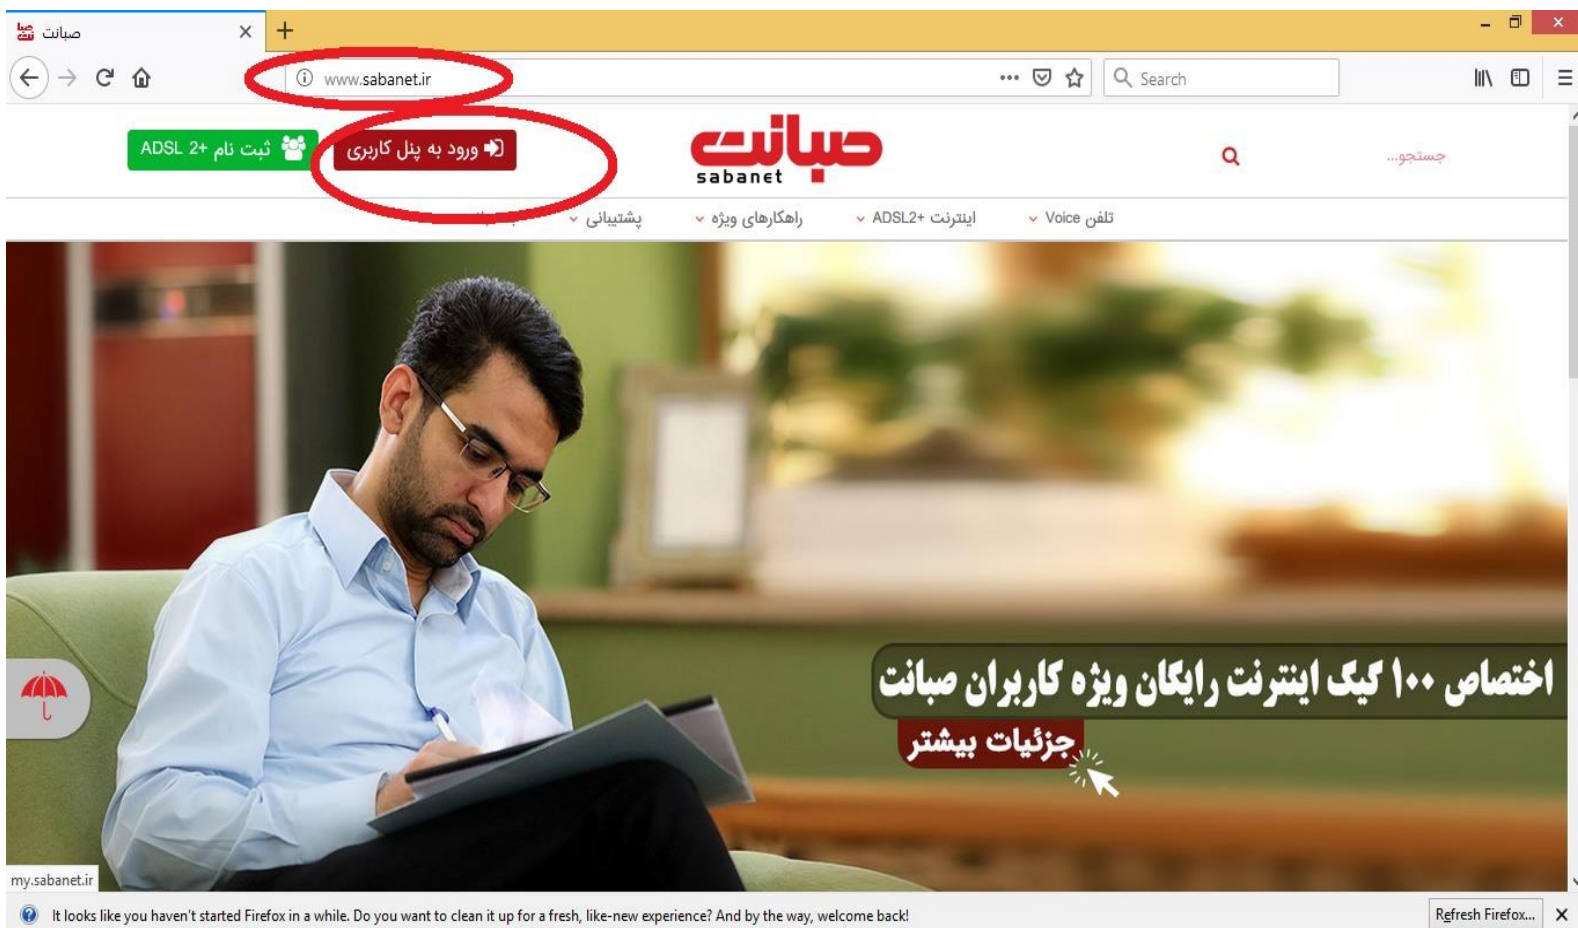 صبانت
www.sabanet.ir
Search
ثبت نام +ADSL 2
ورود به پنل کاربری
صبانت
sabanet
جستجو...
تلفن Voice
اینترنت +ADSL2
راهکارهای ویژه
پشتیبانی
اختصاص ۱۰۰ گیگ اینترنت رایگان ویژه کاربران صبانت
جزئیات بیشتر
my.sabanet.ir
It looks like you haven't started Firefox in a while. Do you want to clean it up for a fresh, like-new experience? And by the way, welcome back!
Refresh Firefox...